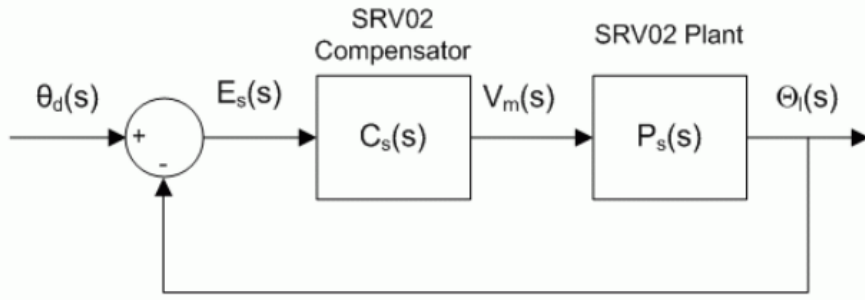 SRV02
Compensator
SRV02 Plant
θd(s)
Es(s)
Vm(s)
Θl(s)
+
-
Cs(s)
Ps(s)